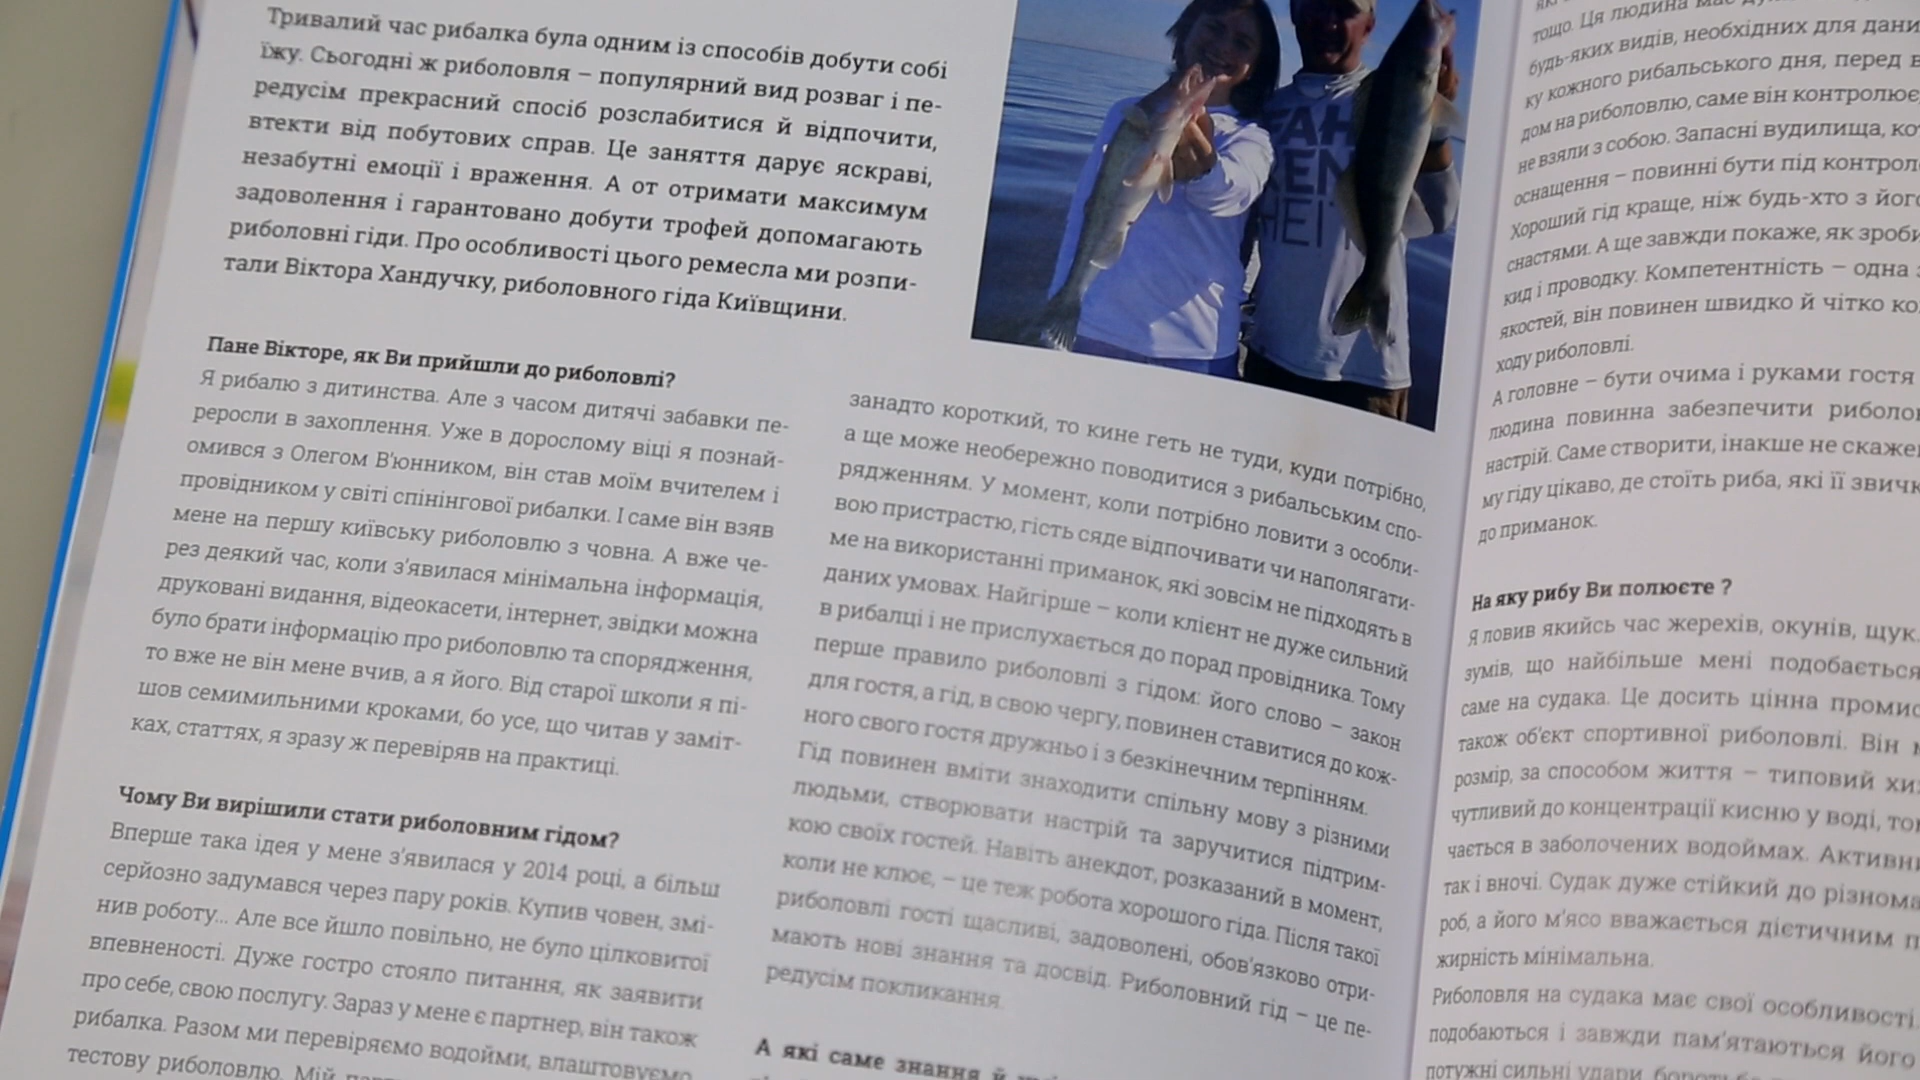 Тривалий час рибалка була одним із способів добути собі
їжу. Сьогодні ж риболовля – популярний вид розваг і пе-
редусім прекрасний спосіб розслабитися й відпочити,
втекти від побутових справ. Це заняття дарує яскраві,
незабутні емоції і враження. А от отримати максимум
задоволення і гарантовано добути трофей допомагають
риболовні гіди. Про особливості цього ремесла ми розпи-
тали Віктора Хандучку, риболовного гіда Київщини.
Пане Вікторе, як Ви прийшли до риболовлі?
Я рибалю з дитинства. Але з часом дитячі забавки пе-
реросли в захоплення. Уже в дорослому віці я познай-
омився з Олегом В'юнником, він став моїм вчителем і
провідником у світі спінінгової рибалки. І саме він взяв
мене на першу київську риболовлю з човна. А вже че-
рез деякий час, коли з'явилася мінімальна інформація,
друковані видання, відеокасети, інтернет, звідки можна
було брати інформацію про риболовлю та спорядження,
то вже не він мене вчив, а я його. Від старої школи я пі-
шов семимильними кроками, бо усе, що читав у заміт-
ках, статтях, я зразу ж перевіряв на практиці.
Чому Ви вирішили стати риболовним гідом?
Вперше така ідея у мене з'явилася у 2014 році, а більш
серйозно задумався через пару років. Купив човен, змі-
нив роботу... Але все йшло повільно, не було цілковитої
впевненості. Дуже гостро стояло питання, як заявити
про себе, свою послугу. Зараз у мене є партнер, він також
рибалка. Разом ми перевіряємо водойми, влаштовуємо
тестову риболовлю. Мій
занадто короткий, то кине геть не туди, куди потрібно,
а ще може необережно поводитися з рибальським спо-
рядженням. У момент, коли потрібно ловити з особли-
вою пристрастю, гість сяде відпочивати чи наполягати-
ме на використанні приманок, які зовсім не підходять в
даних умовах. Найгірше – коли клієнт не дуже сильний
в рибалці і не прислухається до порад провідника. Тому
перше правило риболовлі з гідом: його слово – закон
для гостя, а гід, в свою чергу, повинен ставитися до кож-
ного свого гостя дружньо і з безкінечним терпінням.
Гід повинен вміти знаходити спільну мову з різними
людьми, створювати настрій та заручитися підтрим-
кою своїх гостей. Навіть анекдот, розказаний в момент,
коли не клює, – це теж робота хорошого гіда. Після такої
риболовлі гості щасливі, задоволені, обов'язково отри-
мають нові знання та досвід. Риболовний гід – це пе-
редусім покликання.
А які саме знання й
тощо. Ця людина має
будь-яких видів, необхідних для
ку кожного рибальського дня, перед
дом на риболовлю, саме він контролює,
не взяли з собою. Запасні вудилища,
оснащення – повинні бути під
Хороший гід краще, ніж будь-хто з
снастями. А ще завжди покаже, як
кид і проводку. Компетентність – одна
якостей, він повинен швидко й чітко
ходу риболовлі.
А головне – бути очима і руками гостя
людина повинна забезпечити
настрій. Саме створити, інакше не
му гіду цікаво, де стоїть риба, які її
до приманок.
На яку рибу Ви полюєте ?
Я ловив якийсь час жерехів, окунів, щук.
зумів, що найбільше мені подобається
саме на судака. Це досить цінна
також об'єкт спортивної риболовлі. Він
розмір, за способом життя – типовий
чутливий до концентрації кисню у воді,
чається в заболочених водоймах.
так і вночі. Судак дуже стійкий до
роб, а його м'ясо вважається дієтичним
жирність мінімальна.
Риболовля на судака має свої особливості.
подобаються і завжди пам'ятаються його
потужні сильні удари,
FAH
REN
HEIT